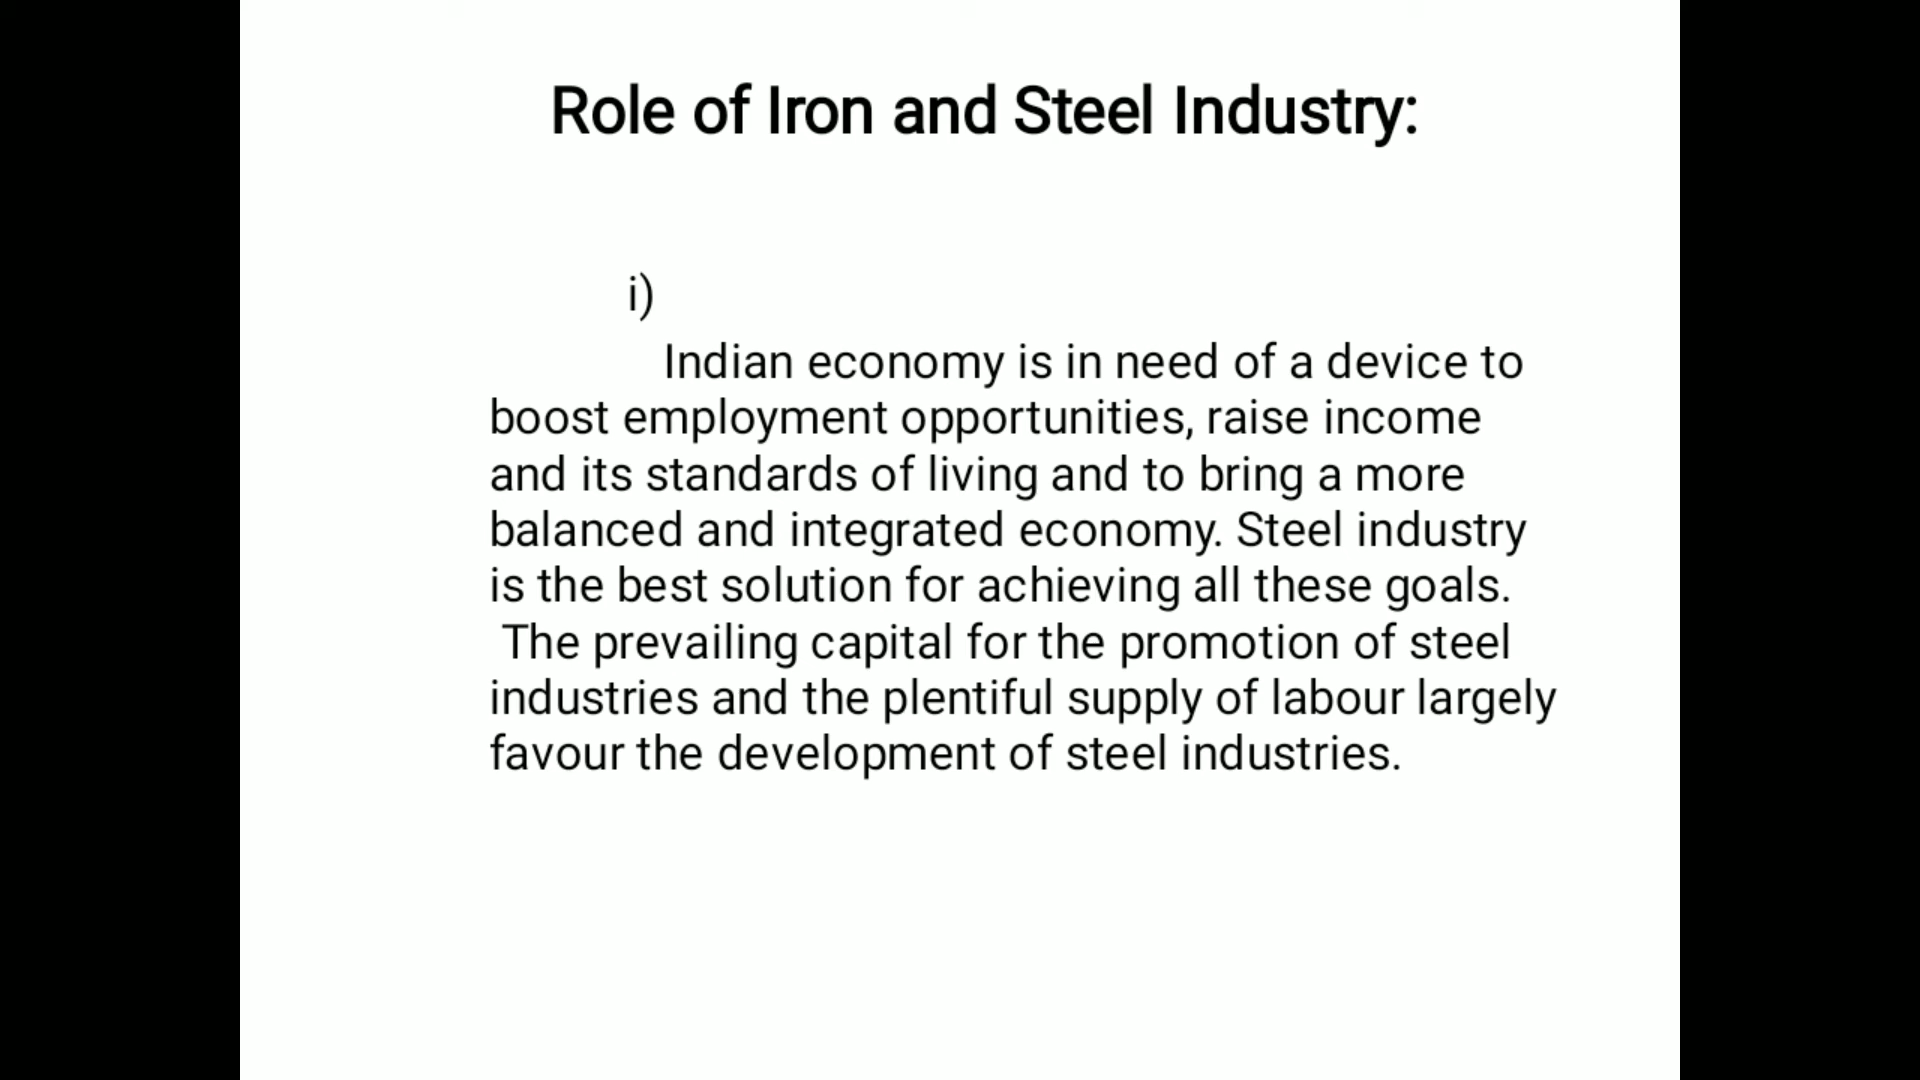 Role of Iron and Steel Industry:
i)
Indian economy is in need of a device to
boost employment opportunities, raise income
and its standards of living and to bring a more
balanced and integrated economy. Steel industry
is the best solution for achieving all these goals.
The prevailing capital for the promotion of steel
industries and the plentiful supply of labour largely
favour the development of steel industries.